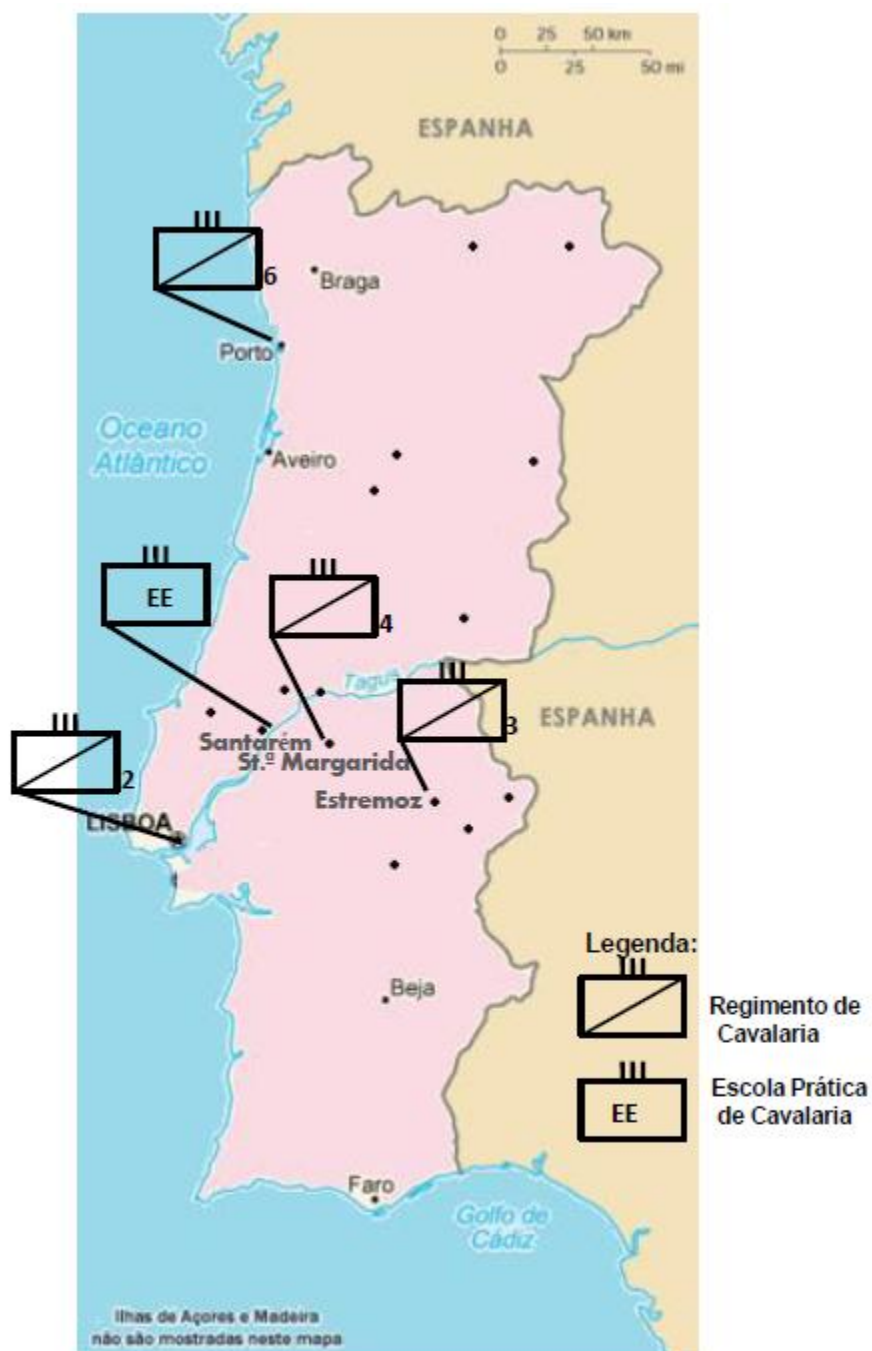 0 25 50 km
0 25 50 mi
ESPANHA
6
Braga
Porto
Oceano
Atlântico
Aveiro
EE
4
Tagus
3
ESPANHA
Santarém
St.ª Margarida
2
Estremoz
LISBOA
Legenda:
Beja
Regimento de
Cavalaria
Escola Prática
de Cavalaria
EE
Faro
Golfo de
Cádiz
Ilhas de Açores e Madeira
não são mostradas neste mapa